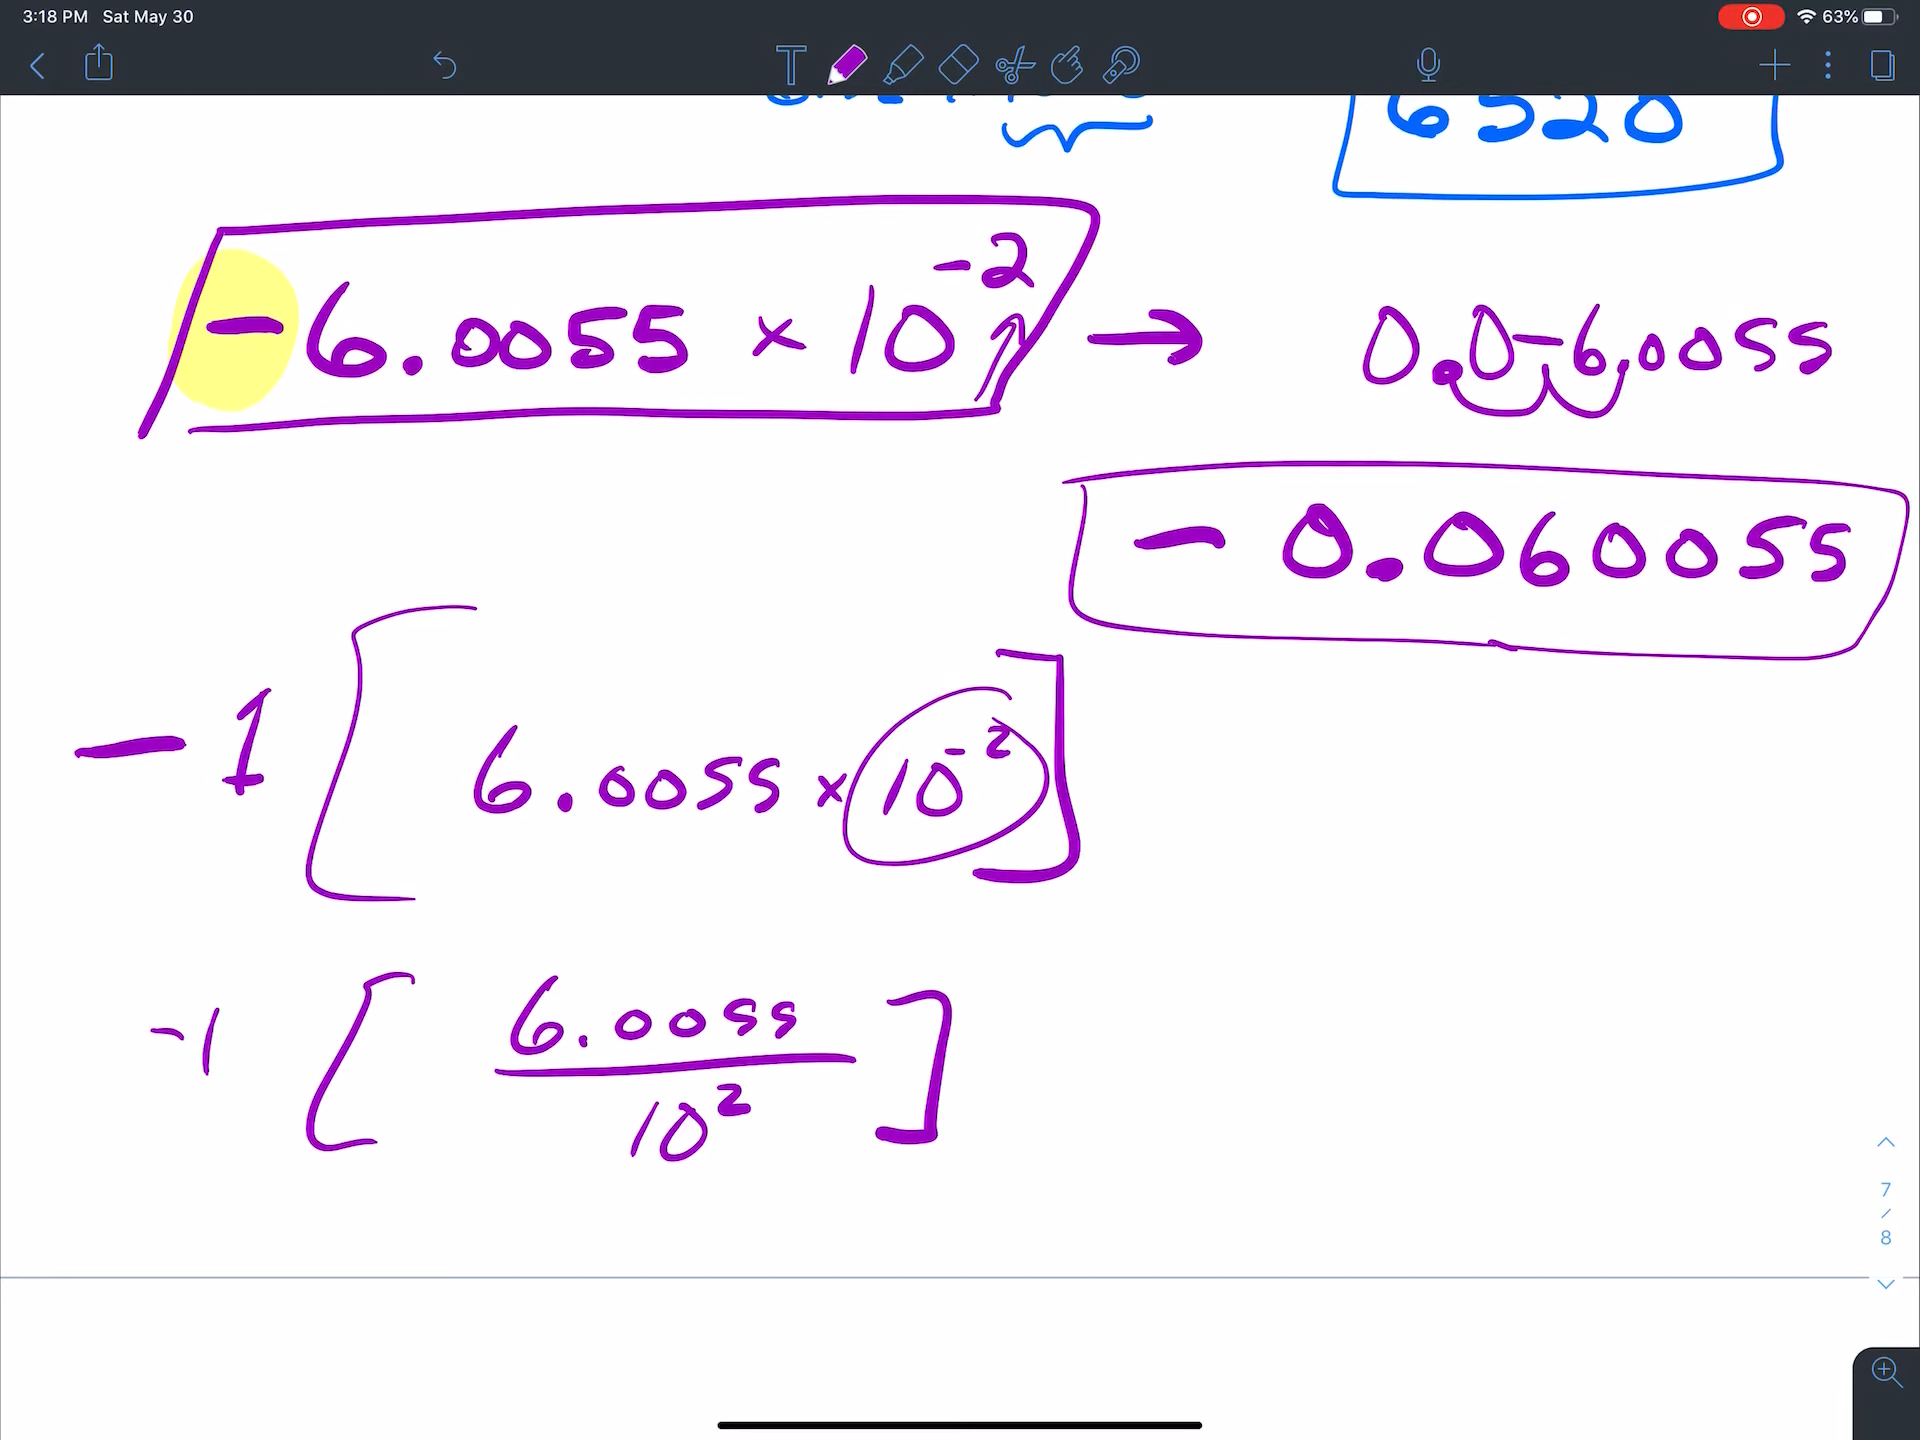 3:18 PM Sat May 30 63%
6520
-6.0055 × 10⁻² → 0.0-6.0055
-0.060055
-1 [ 6.0055 × 10⁻² ]
-1 [ 6.0055 / 10² ]
7
/
8